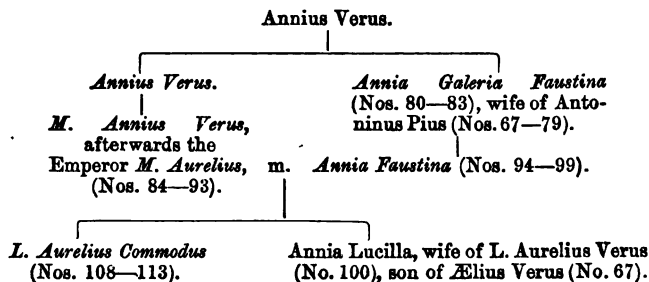 Annius Verus.
Annius Verus.
Annia Galeria Faustina
(Nos. 80—83), wife of Anto-
ninus Pius (Nos. 67—79).
M. Annius Verus,
afterwards the
Emperor M. Aurelius, m. Annia Faustina (Nos. 94—99).
(Nos. 84—93).
L. Aurelius Commodus
(Nos. 108—113).
Annia Lucilla, wife of L. Aurelius Verus
(No. 100), son of Ælius Verus (No. 67).